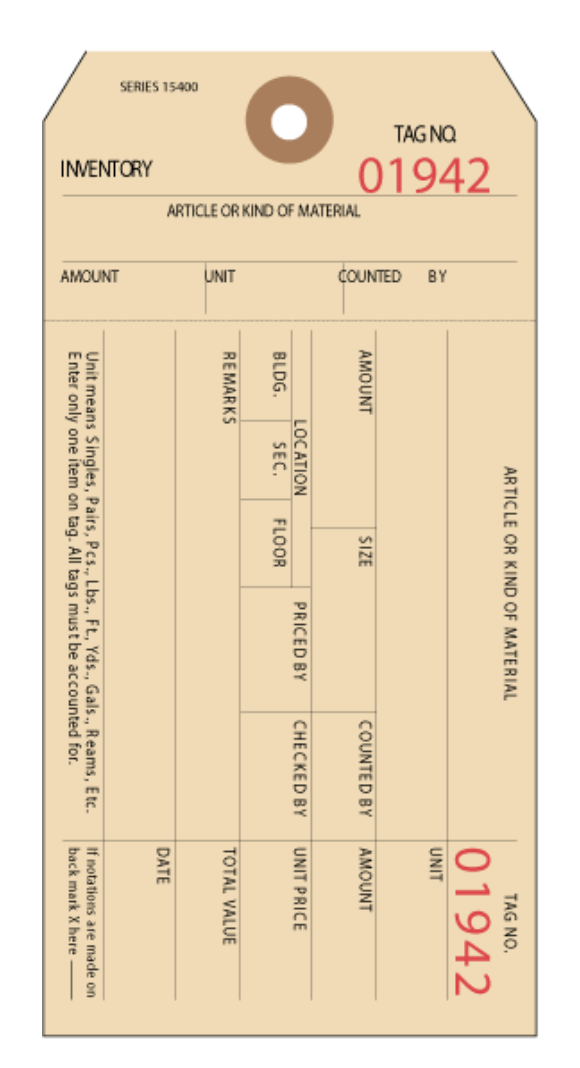 SERIES 15400
TAG NO.
INVENTORY
01942
ARTICLE OR KIND OF MATERIAL
AMOUNT UNIT COUNTED BY
ARTICLE OR KIND OF MATERIAL
TAG NO.
01942
UNIT
AMOUNT
SIZE
COUNTED BY
AMOUNT
LOCATION
PRICED BY
CHECKED BY
UNIT PRICE
BLDG.
SEC.
FLOOR
REMARKS
TOTAL VALUE
DATE
Unit means Singles, Pairs, Pcs., Lbs., Ft., Yds., Gals., Reams, Etc.
Enter only one item on tag. All tags must be accounted for.
If notations are made on
back mark X here ____